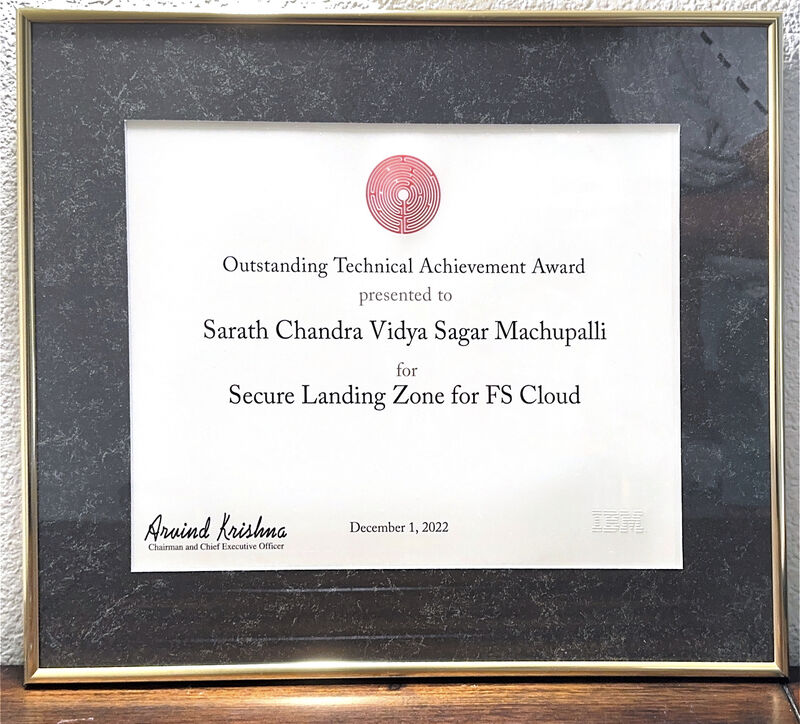 Outstanding Technical Achievement Award
presented to
Sarath Chandra Vidya Sagar Machupalli
for
Secure Landing Zone for FS Cloud
Arvind Krishna
Chairman and Chief Executive Officer
December 1, 2022
IBM